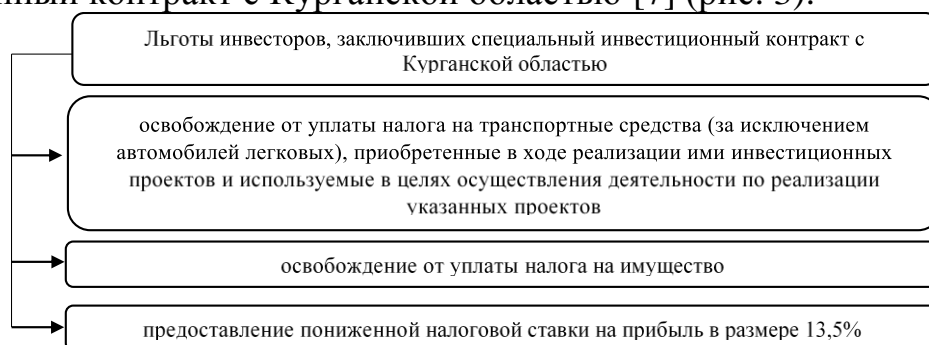 нный контракт с Курганской областью [7] (рис. 3).
Льготы инвесторов, заключивших специальный инвестиционный контракт с
Курганской областью
освобождение от уплаты налога на транспортные средства (за исключением
автомобилей легковых), приобретенные в ходе реализации ими инвестиционных
проектов и используемые в целях осуществления деятельности по реализации
указанных проектов
освобождение от уплаты налога на имущество
предоставление пониженной налоговой ставки на прибыль в размере 13,5%